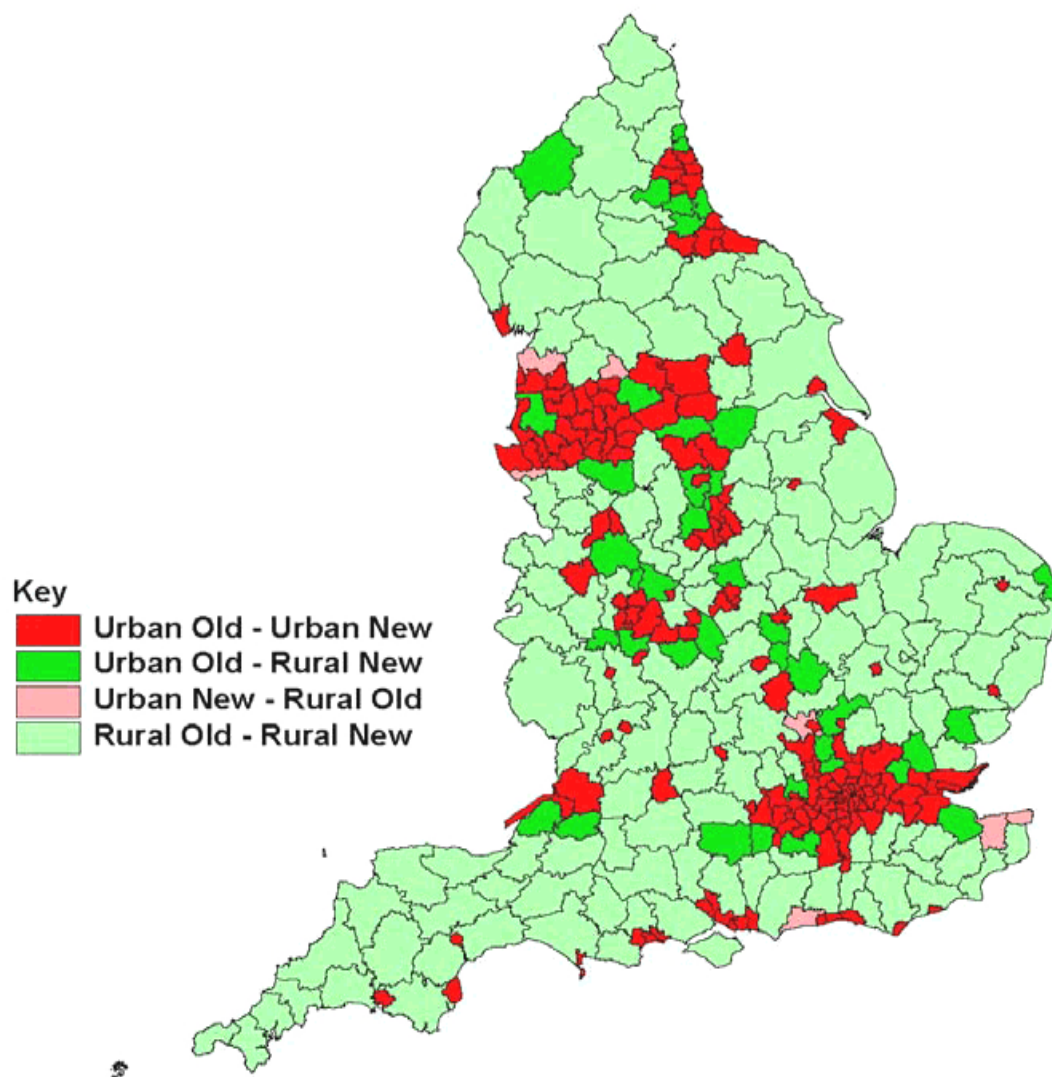 Key
Urban Old - Urban New
Urban Old - Rural New
Urban New - Rural Old
Rural Old - Rural New